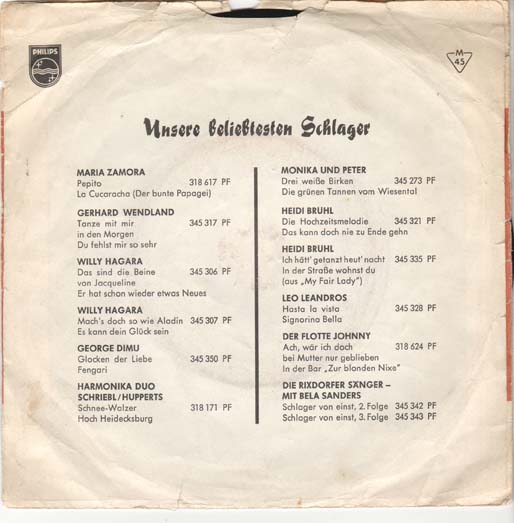 PHILIPS
M
45
Unsere beliebtesten Schlager
MARIA ZAMORA
Pepito 318 617 PF
La Cucaracha (Der bunte Papagei)
GERHARD WENDLAND
Tanze mit mir 345 317 PF
in den Morgen
Du fehlst mir so sehr
WILLY HAGARA
Das sind die Beine 345 306 PF
von Jacqueline
Er hat schon wieder etwas Neues
WILLY HAGARA
Mach's doch so wie Aladin 345 307 PF
Es kann dein Glück sein
GEORGE DIMU
Glocken der Liebe 345 350 PF
Fengari
HARMONIKA DUO
SCHRIEBL/HUPPERTS
Schnee-Walzer 318 171 PF
Hoch Heidecksburg
MONIKA UND PETER
Drei weiße Birken 345 273 PF
Die grünen Tannen vom Wiesental
HEIDI BRUHL
Die Hochzeitsmelodie 345 321 PF
Das kann doch nie zu Ende gehn
HEIDI BRUHL
Ich hätt' getanzt heut' nacht 345 335 PF
In der Straße wohnst du
(aus „My Fair Lady")
LEO LEANDROS
Hasta la vista 345 328 PF
Signorina Bella
DER FLOTTE JOHNNY
Ach, wär ich doch 318 624 PF
bei Mutter nur geblieben
In der Bar „Zur blonden Nixe"
DIE RIXDORFER SÄNGER –
MIT BELA SANDERS
Schlager von einst, 2. Folge 345 342 PF
Schlager von einst, 3. Folge 345 343 PF